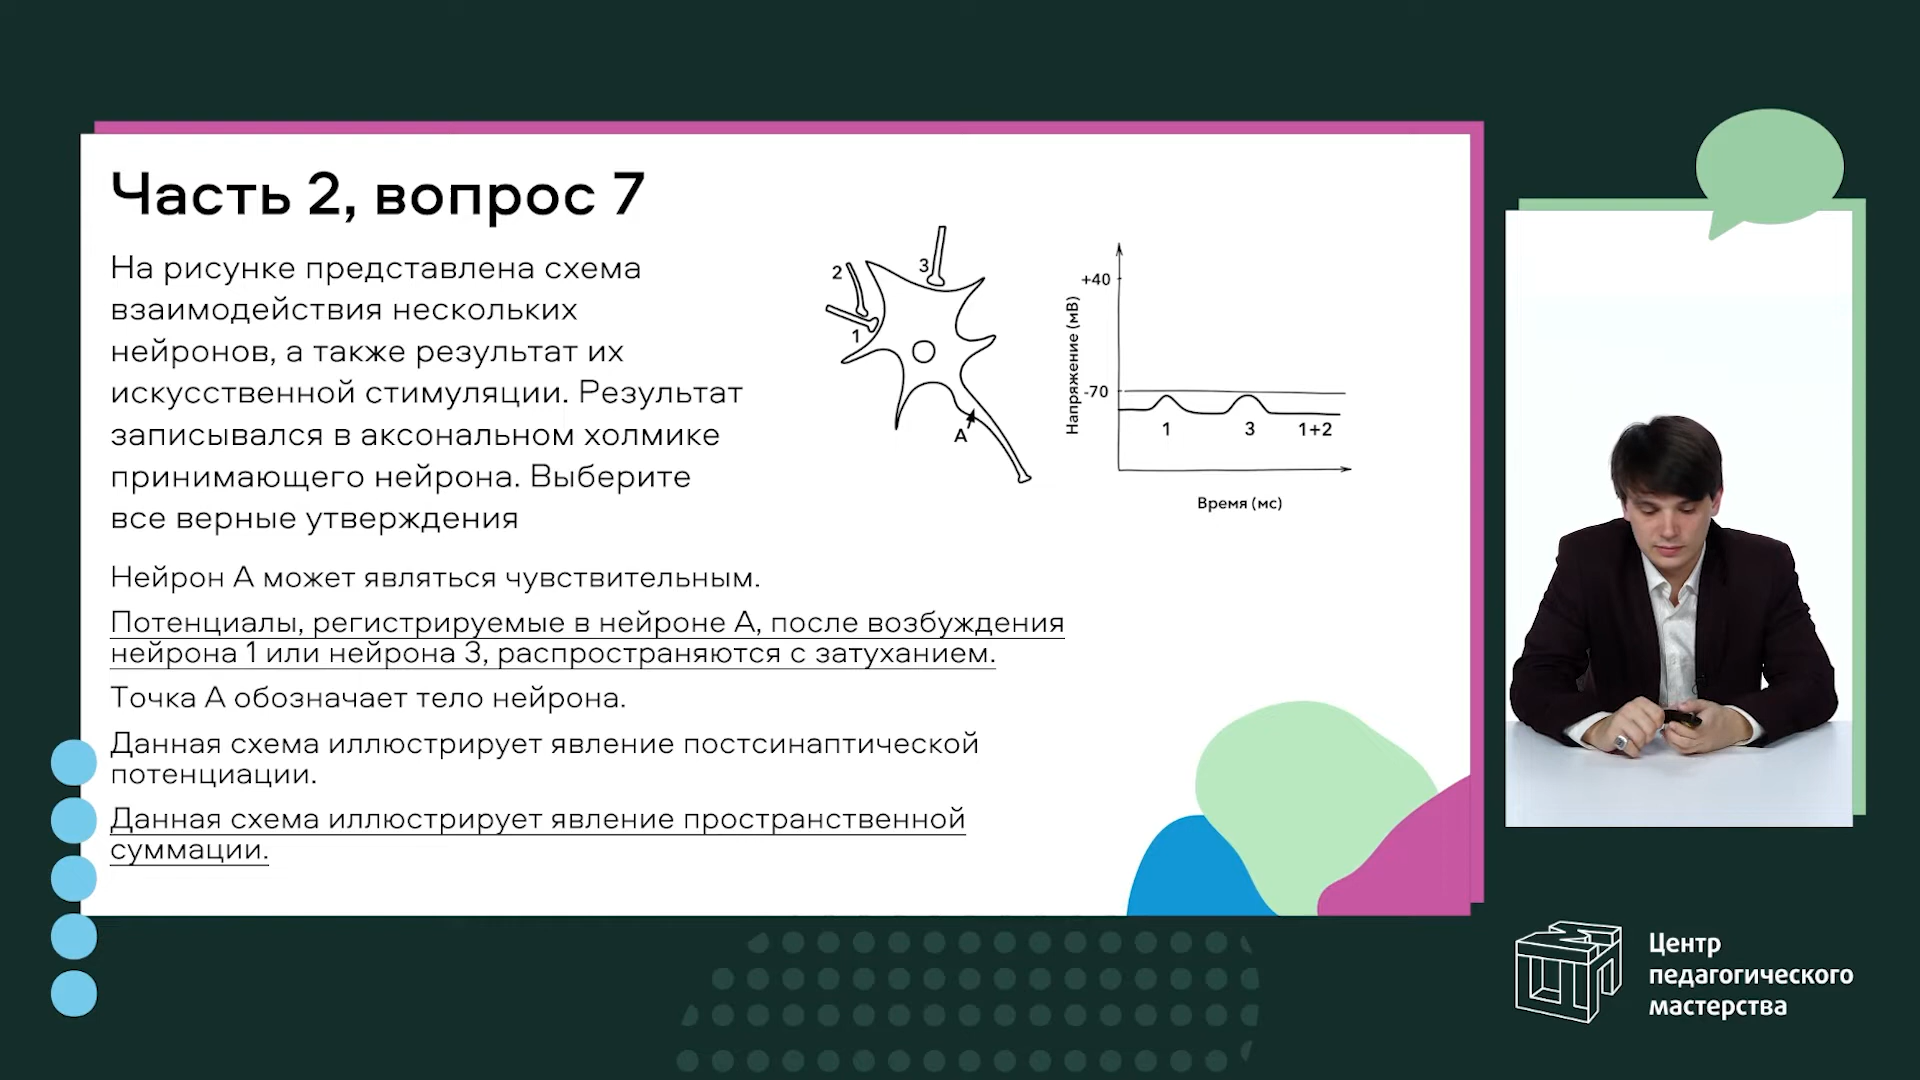 Часть 2, вопрос 7
На рисунке представлена схема
взаимодействия нескольких
нейронов, а также результат их
искусственной стимуляции. Результат
записывался в аксональном холмике
принимающего нейрона. Выберите
все верные утверждения
2
3
1
A
Напряжение (мВ)
+40
-70
1
3
1+2
Время (мс)
Нейрон А может являться чувствительным.
Потенциалы, регистрируемые в нейроне А, после возбуждения
нейрона 1 или нейрона 3, распространяются с затуханием.
Точка А обозначает тело нейрона.
Данная схема иллюстрирует явление постсинаптической
потенциации.
Данная схема иллюстрирует явление пространственной
суммации.
Центр
педагогического
мастерства